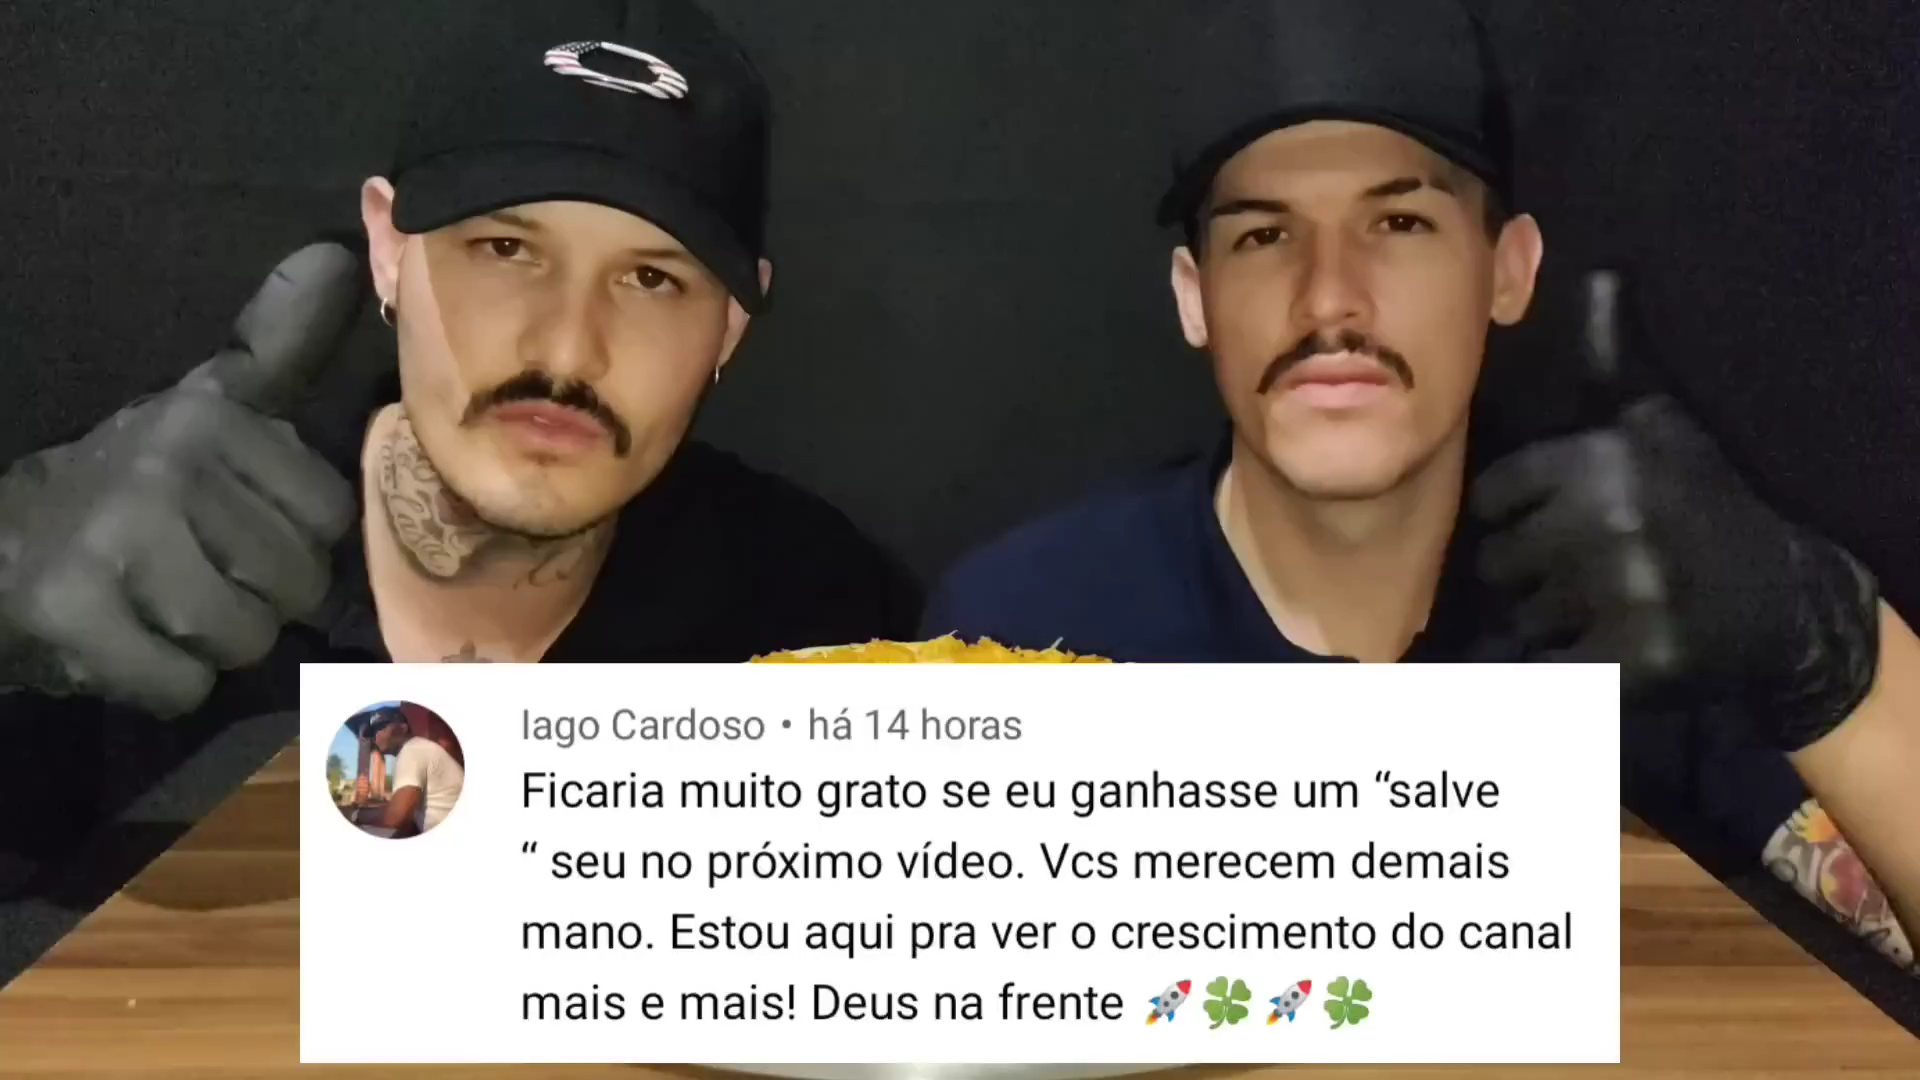 Iago Cardoso • há 14 horas
Ficaria muito grato se eu ganhasse um “salve
“ seu no próximo vídeo. Vcs merecem demais
mano. Estou aqui pra ver o crescimento do canal
mais e mais! Deus na frente 🚀🍀🚀🍀